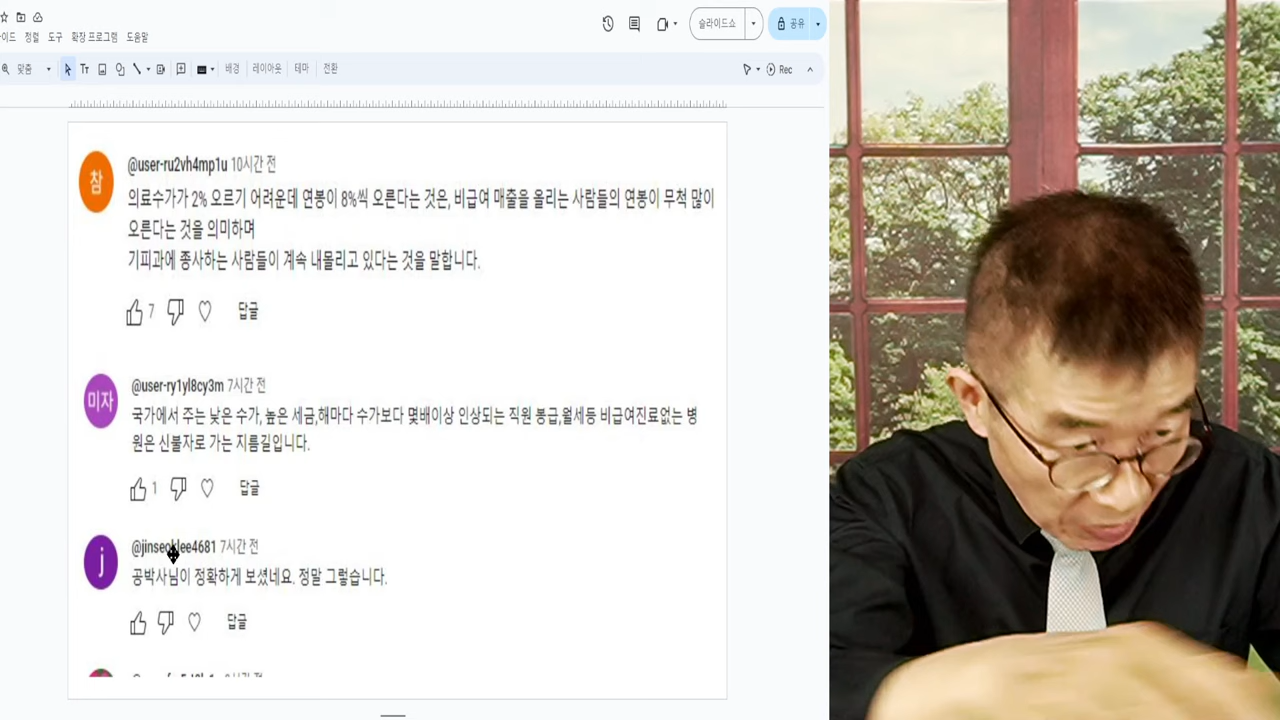 정렬 도구 확장 프로그램 도움말
슬라이드쇼
공유
맞춤
Tr
배경
레이아웃
테마
전환
Rec
참
@user-ru2vh4mp1u 10시간 전
의료수가가 2% 오르기 어려운데 연봉이 8%씩 오른다는 것은, 비급여 매출을 올리는 사람들의 연봉이 무척 많이
오른다는 것을 의미하며
기피과에 종사하는 사람들이 계속 내몰리고 있다는 것을 말합니다.
7
답글
미자
@user-ry1yl8cy3m 7시간 전
국가에서 주는 낮은 수가, 높은 세금,해마다 수가보다 몇배이상 인상되는 직원 봉급,월세등 비급여진료없는 병
원은 신불자로 가는 지름길입니다.
1
답글
j
@jinseoklee4681 7시간 전
공박사님이 정확하게 보셨네요. 정말 그렇습니다.
답글